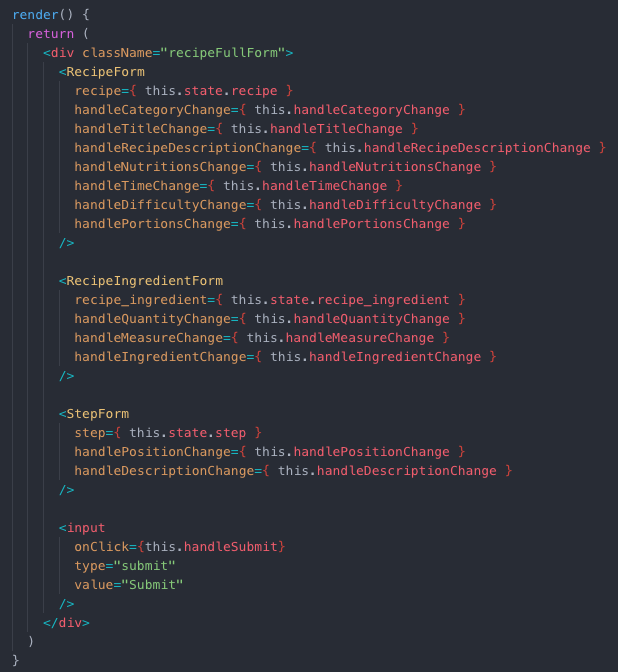 render() {
return (
<div className="recipeFullForm">
<RecipeForm
recipe={ this.state.recipe }
handleCategoryChange={ this.handleCategoryChange }
handleTitleChange={ this.handleTitleChange }
handleRecipeDescriptionChange={ this.handleRecipeDescriptionChange }
handleNutritionsChange={ this.handleNutritionsChange }
handleTimeChange={ this.handleTimeChange }
handleDifficultyChange={ this.handleDifficultyChange }
handlePortionsChange={ this.handlePortionsChange }
/>
<RecipeIngredientForm
recipe_ingredient={ this.state.recipe_ingredient }
handleQuantityChange={ this.handleQuantityChange }
handleMeasureChange={ this.handleMeasureChange }
handleIngredientChange={ this.handleIngredientChange }
/>
<StepForm
step={ this.state.step }
handlePositionChange={ this.handlePositionChange }
handleDescriptionChange={ this.handleDescriptionChange }
/>
<input
onClick={this.handleSubmit}
type="submit"
value="Submit"
/>
</div>
)
}